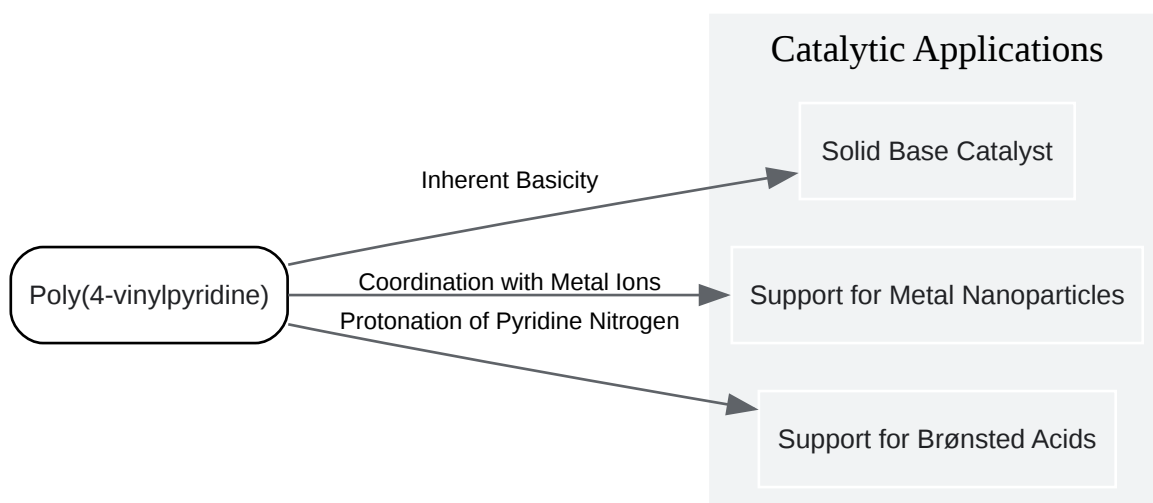 Catalytic Applications
Solid Base Catalyst
Inherent Basicity
Poly(4-vinylpyridine)
Coordination with Metal Ions
Support for Metal Nanoparticles
Protonation of Pyridine Nitrogen
Support for Brønsted Acids